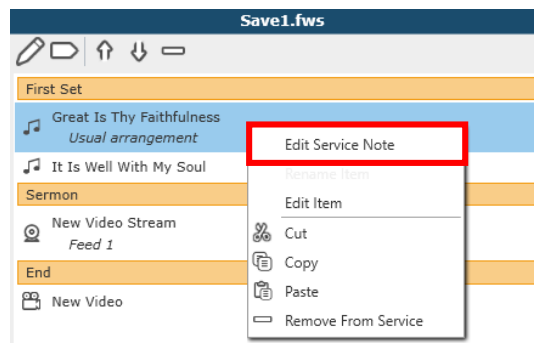 Save1.fws
First Set
Great Is Thy Faithfulness
Usual arrangement
It Is Well With My Soul
Sermon
New Video Stream
Feed 1
End
New Video
Edit Service Note
Rename Item
Edit Item
Cut
Copy
Paste
Remove From Service